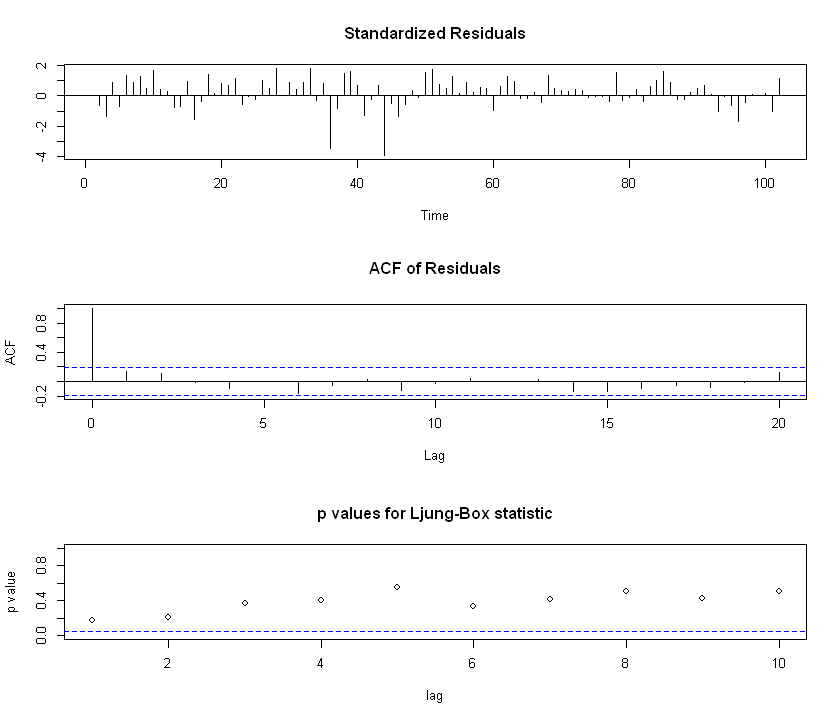 Standardized Residuals
2
0
-2
-4
0 20 40 60 80 100
Time
ACF of Residuals
ACF
0.8
0.4
-0.2
0 5 10 15 20
Lag
p values for Ljung-Box statistic
p value
0.8
0.4
0.0
2 4 6 8 10
lag